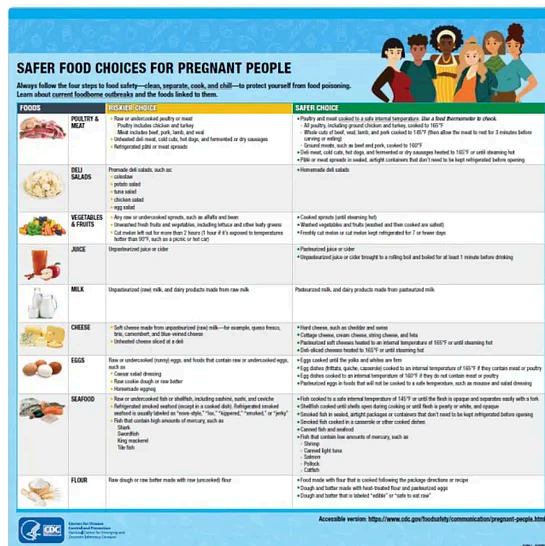 SAFER FOOD CHOICES FOR PREGNANT PEOPLE
Always follow the four steps to food safety—clean, separate, cook, and chill—to protect yourself from food poisoning.
Learn about current foodborne outbreaks and the foods linked to them.
FOODS
RISKIER CHOICE
SAFER CHOICE
POULTRY &
MEAT
• Raw or undercooked poultry or meat
- Poultry includes chicken and turkey
- Meat includes beef, pork, lamb, and veal
• Unheated deli meat, cold cuts, hot dogs, and fermented or dry sausages
• Refrigerated pâté or meat spreads
• Poultry and meat cooked to a safe internal temperature. Use a food thermometer to check.
- All poultry, including ground chicken and turkey, cooked to 165°F
- Whole cuts of beef, veal, lamb, and pork cooked to 145°F (then allow the meat to rest for 3 minutes before
carving or eating)
- Ground meats, such as beef and pork, cooked to 160°F
• Deli meat, cold cuts, hot dogs, and fermented or dry sausages heated to 165°F or until steaming hot
• Pâté or meat spreads in sealed, airtight containers that don't need to be kept refrigerated before opening
DELI
SALADS
Premade deli salads, such as:
• coleslaw
• potato salad
• tuna salad
• chicken salad
• egg salad
• Homemade deli salads
VEGETABLES
& FRUITS
• Any raw or undercooked sprouts, such as alfalfa and bean
• Unwashed fresh fruits and vegetables, including lettuce and other leafy greens
• Cut melon left out for more than 2 hours (1 hour if it's exposed to temperatures
hotter than 90°F, such as a picnic or hot car)
• Cooked sprouts (until steaming hot)
• Washed vegetables and fruits (washed and then cooked are safest)
• Freshly cut melon or cut melon kept refrigerated for 7 or fewer days
JUICE
Unpasteurized juice or cider
• Pasteurized juice or cider
• Unpasteurized juice or cider brought to a rolling boil and boiled for at least 1 minute before drinking
MILK
Unpasteurized (raw) milk, and dairy products made from raw milk
Pasteurized milk, and dairy products made from pasteurized milk
CHEESE
• Soft cheese made from unpasteurized (raw) milk—for example, queso fresco,
brie, camembert, and blue-veined cheese
• Unheated cheese sliced at a deli
• Hard cheese, such as cheddar and swiss
• Cottage cheese, cream cheese, string cheese, and feta
• Pasteurized soft cheeses heated to an internal temperature of 165°F or until steaming hot
• Deli-sliced cheeses heated to 165°F or until steaming hot
EGGS
Raw or undercooked (runny) eggs, and foods that contain raw or undercooked eggs,
such as
• Caesar salad dressing
• Raw cookie dough or raw batter
• Homemade eggnog
• Eggs cooked until the yolks and whites are firm
• Egg dishes (frittata, quiche, casserole) cooked to an internal temperature of 165°F if they contain meat or poultry
• Egg dishes cooked to an internal temperature of 160°F if they do not contain meat or poultry
• Pasteurized eggs in foods that will not be cooked to a safe temperature, such as mousse and salad dressing
SEAFOOD
• Raw or undercooked fish or shellfish, including sashimi, sushi, and ceviche
• Refrigerated smoked seafood (except in a cooked dish). Refrigerated smoked
seafood is usually labeled as "nova-style," "lox," "kippered," "smoked," or "jerky"
• Fish that contain high amounts of mercury, such as
Shark
Swordfish
King mackerel
Tile fish
• Fish cooked to a safe internal temperature of 145°F or until the flesh is opaque and separates easily with a fork
• Shellfish cooked until shells open during cooking or until flesh is pearly or white, and opaque
• Smoked fish in sealed, airtight packages or containers that don't need to be kept refrigerated before opening
• Smoked fish cooked in a casserole or other cooked dishes
• Canned fish and seafood
• Fish that contain low amounts of mercury, such as
- Shrimp
- Canned light tuna
- Salmon
- Pollock
- Catfish
FLOUR
Raw dough or raw batter made with raw (uncooked) flour
• Food made with flour that is cooked following the package directions or recipe
• Dough and batter made with heat-treated flour and pasteurized eggs
• Dough and batter that is labeled "edible" or "safe to eat raw"
Accessible version: https://www.cdc.gov/foodsafety/communication/pregnant-people.html
CDC
Centers for Disease
Control and Prevention
National Center for Emerging and
Zoonotic Infectious Diseases